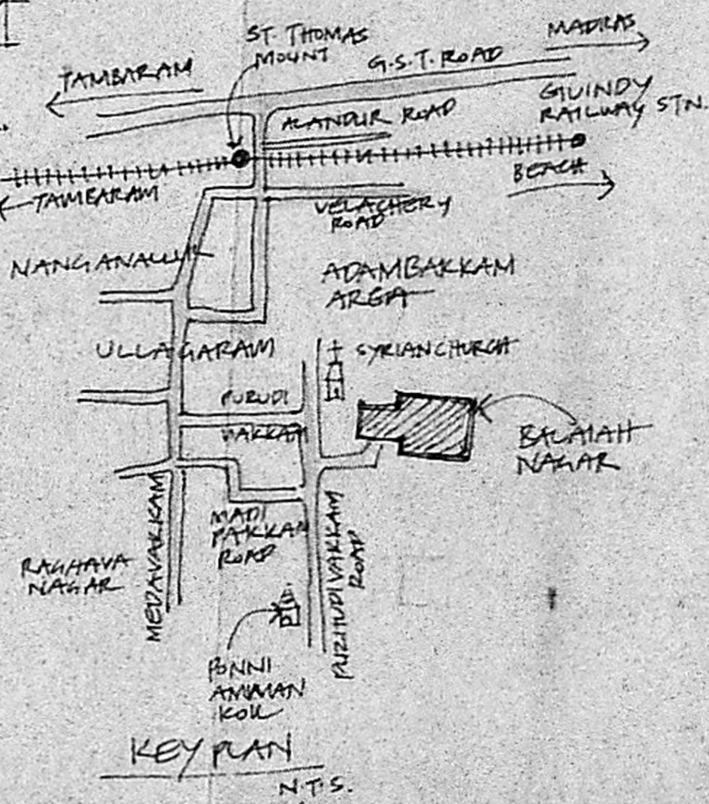 MADRAS
ST. THOMAS
MOUNT
G.S.T. ROAD
TAMBARAM
GUINDY
RAILWAY STN.
ALANDUR ROAD
BEACH
TAMBARAM
VELACHERY
ROAD
NANGANALLUR
ADAMBAKKAM
AREA
ULLAGARAM
SYRIAN CHURCH
PURUDI
VAKKAM
BALAIAH
NAGAR
MADI
PAKKAM
ROAD
MEDAVAKKAM
PUZHUDIVAKKAM
ROAD
RAGHAVA
NAGAR
PONNI
AMMAN
KOIL
KEY PLAN
N.T.S.